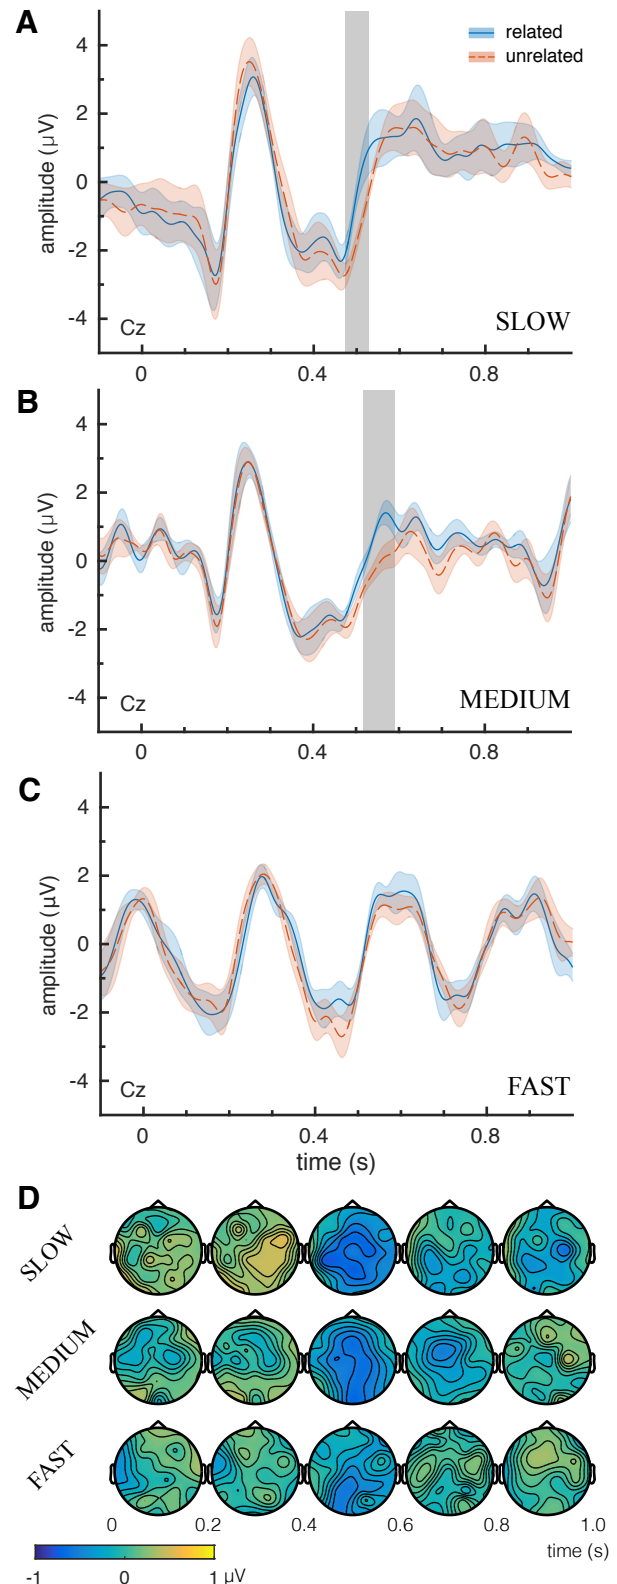 A
related
unrelated
4
2
0
-2
-4
amplitude (μV)
Cz
SLOW
0 0.4 0.8
B
4
2
0
-2
-4
amplitude (μV)
Cz
MEDIUM
0 0.4 0.8
C
4
2
0
-2
-4
amplitude (μV)
Cz
FAST
0 0.4 0.8
time (s)
D
SLOW
MEDIUM
FAST
0 0.2 0.4 0.6 0.8 1.0
time (s)
-1 0 1 μV